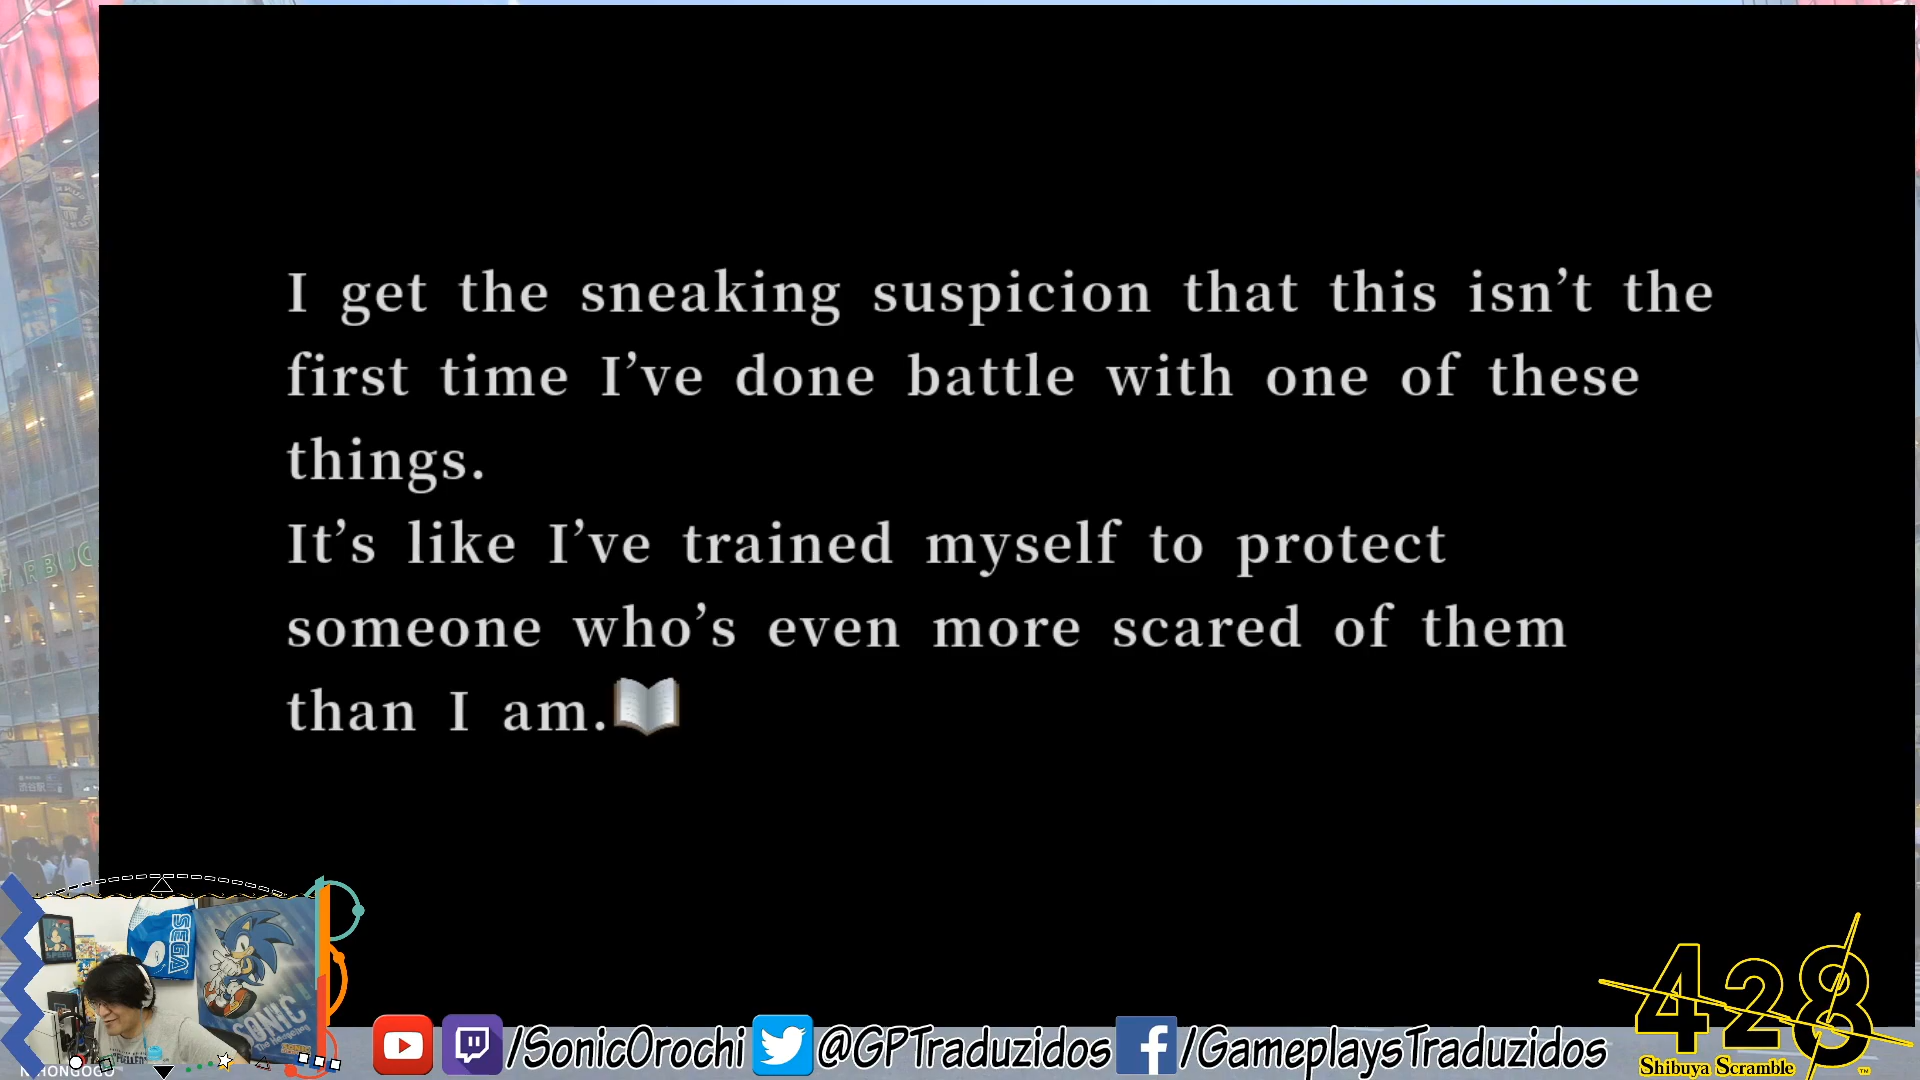 I get the sneaking suspicion that this isn’t the
first time I’ve done battle with one of these
things.
It’s like I’ve trained myself to protect
someone who’s even more scared of them
than I am.
SEGA
SONIC
/SonicOrochi
@GPTraduzidos
/GameplaysTraduzidos
428
Shibuya Scramble
TM